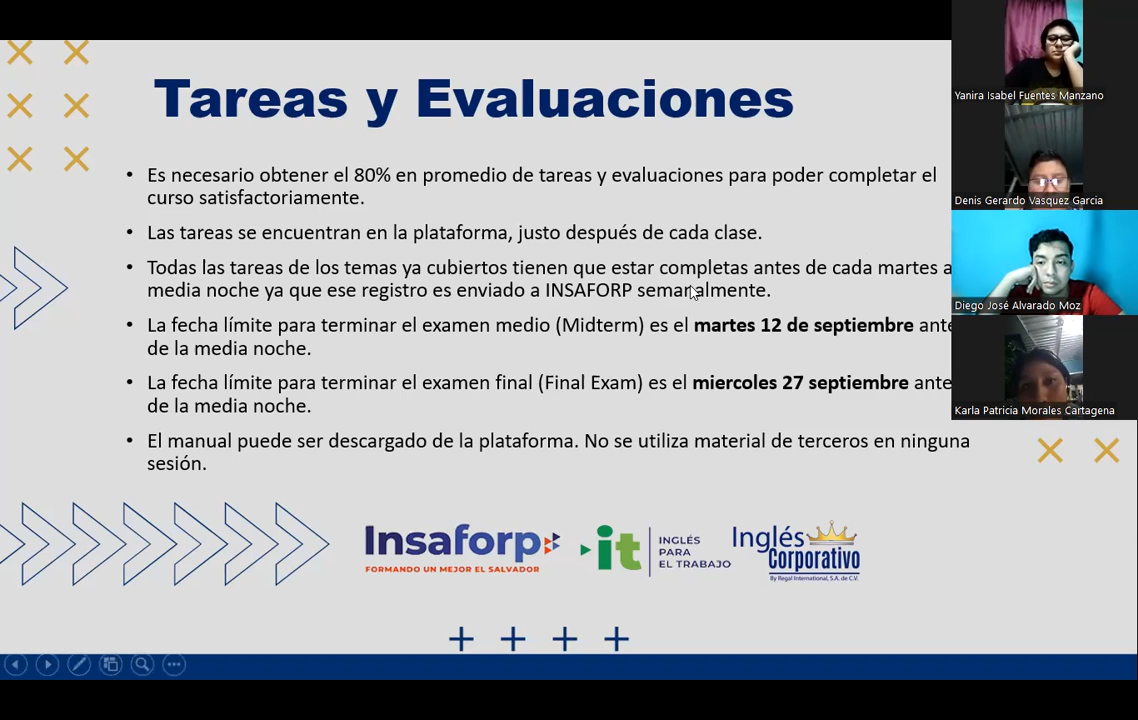 Tareas y Evaluaciones
• Es necesario obtener el 80% en promedio de tareas y evaluaciones para poder completar el
curso satisfactoriamente.
• Las tareas se encuentran en la plataforma, justo después de cada clase.
• Todas las tareas de los temas ya cubiertos tienen que estar completas antes de cada martes a
media noche ya que ese registro es enviado a INSAFORP semanalmente.
• La fecha límite para terminar el examen medio (Midterm) es el martes 12 de septiembre ante
de la media noche.
• La fecha límite para terminar el examen final (Final Exam) es el miercoles 27 septiembre ante
de la media noche.
• El manual puede ser descargado de la plataforma. No se utiliza material de terceros en ninguna
sesión.
Insaforp
FORMANDO UN MEJOR EL SALVADOR
it
INGLÉS
PARA
EL TRABAJO
Inglés
Corporativo
By Regal International, S.A. de C.V.
Yanira Isabel Fuentes Manzano
Denis Gerardo Vasquez Garcia
Diego José Alvarado Moz
Karla Patricia Morales Cartagena